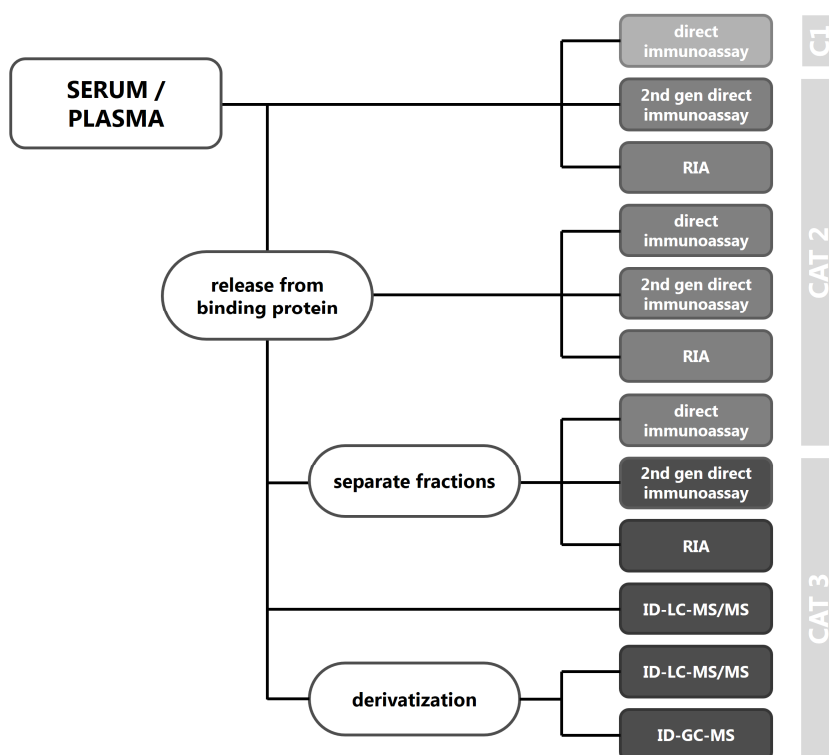 SERUM /
PLASMA
direct
immunoassay
C1
2nd gen direct
immunoassay
RIA
CAT 2
release from
binding protein
direct
immunoassay
2nd gen direct
immunoassay
RIA
separate fractions
direct
immunoassay
2nd gen direct
immunoassay
RIA
CAT 3
ID-LC-MS/MS
derivatization
ID-LC-MS/MS
ID-GC-MS